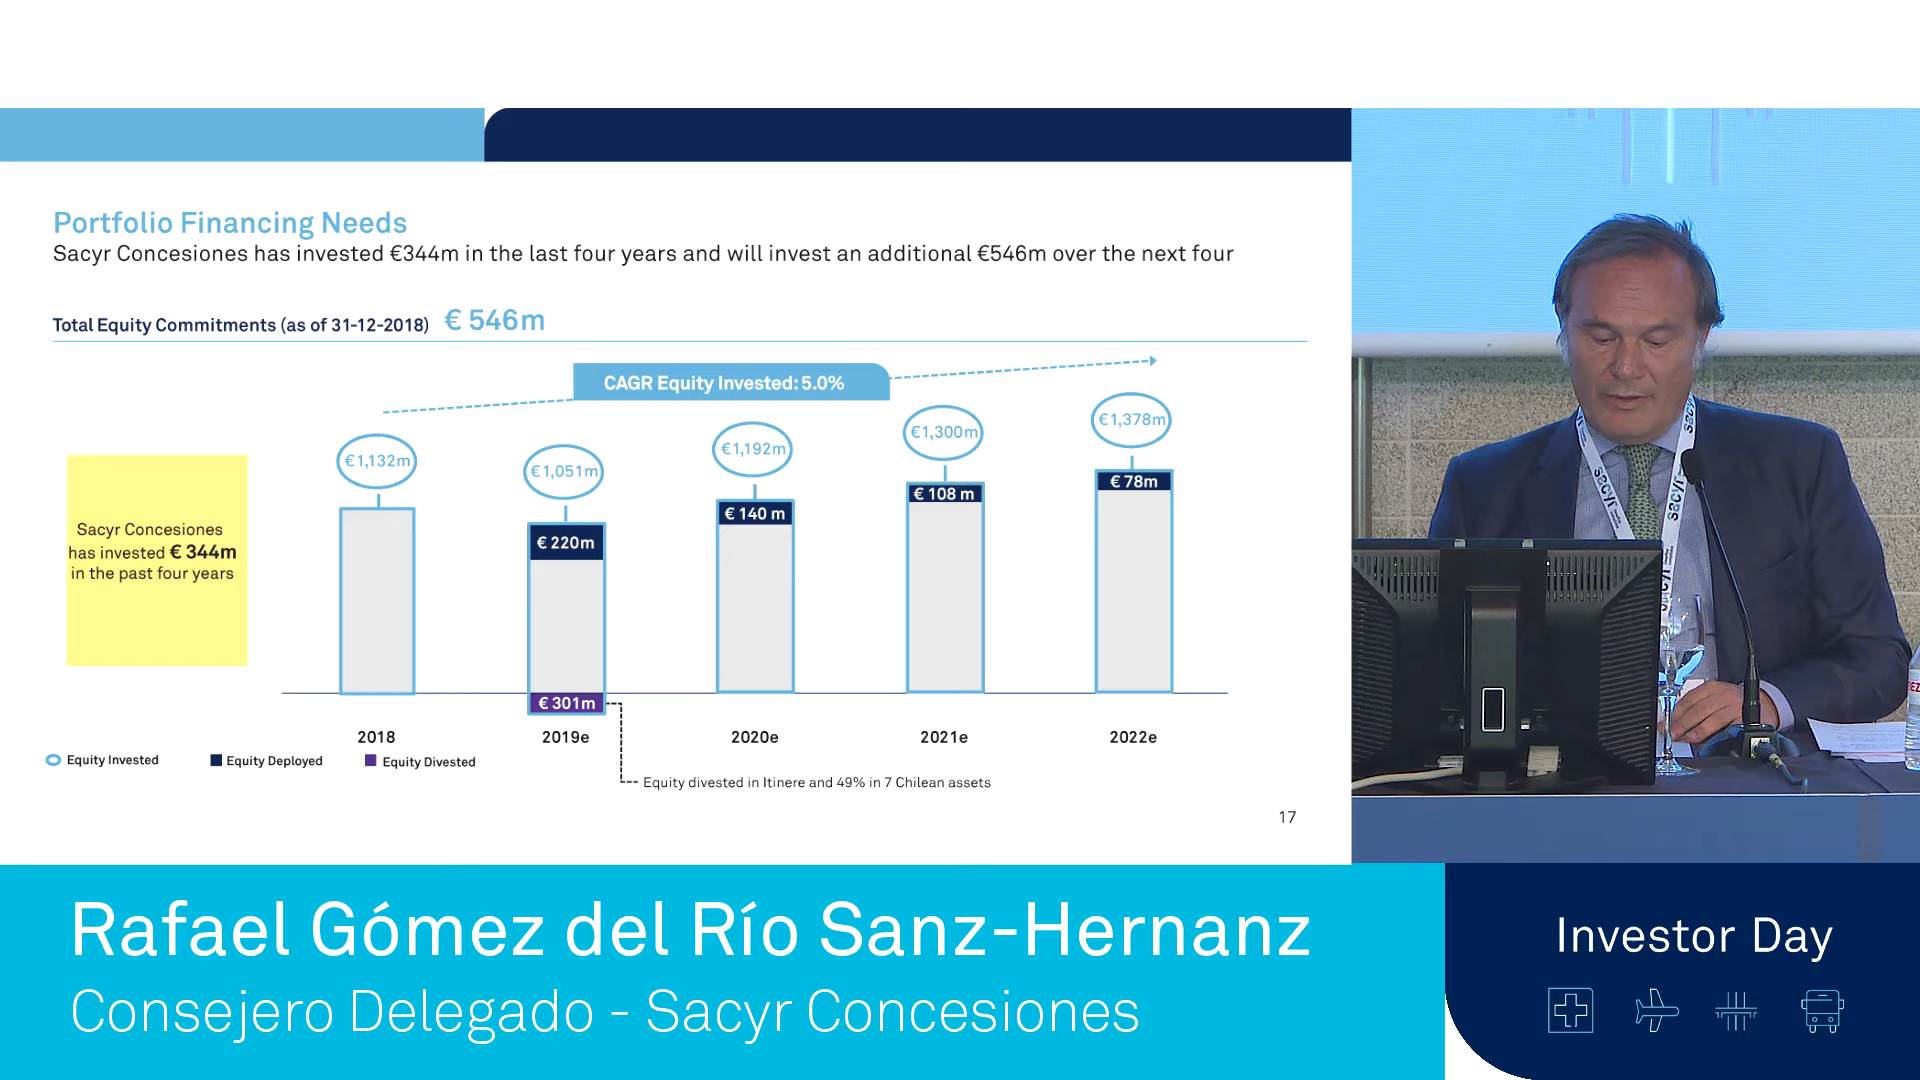 Portfolio Financing Needs
Sacyr Concesiones has invested €344m in the last four years and will invest an additional €546m over the next four
Total Equity Commitments (as of 31-12-2018) € 546m
CAGR Equity Invested: 5.0%
€1,132m
€1,051m
€1,192m
€1,300m
€1,378m
Sacyr Concesiones
has invested € 344m
in the past four years
€ 220m
€ 140 m
€ 108 m
€ 78m
€ 301m
2018
2019e
2020e
2021e
2022e
Equity Invested
Equity Deployed
Equity Divested
Equity divested in Itinere and 49% in 7 Chilean assets
17
sacyr
sacyr
sacyr
Rafael Gómez del Río Sanz-Hernanz
Consejero Delegado - Sacyr Concesiones
Investor Day